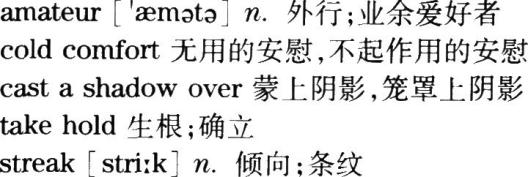 amateur [ˈæmətə] n. 外行;业余爱好者
cold comfort 无用的安慰,不起作用的安慰
cast a shadow over 蒙上阴影,笼罩上阴影
take hold 生根;确立
streak [striːk] n. 倾向;条纹